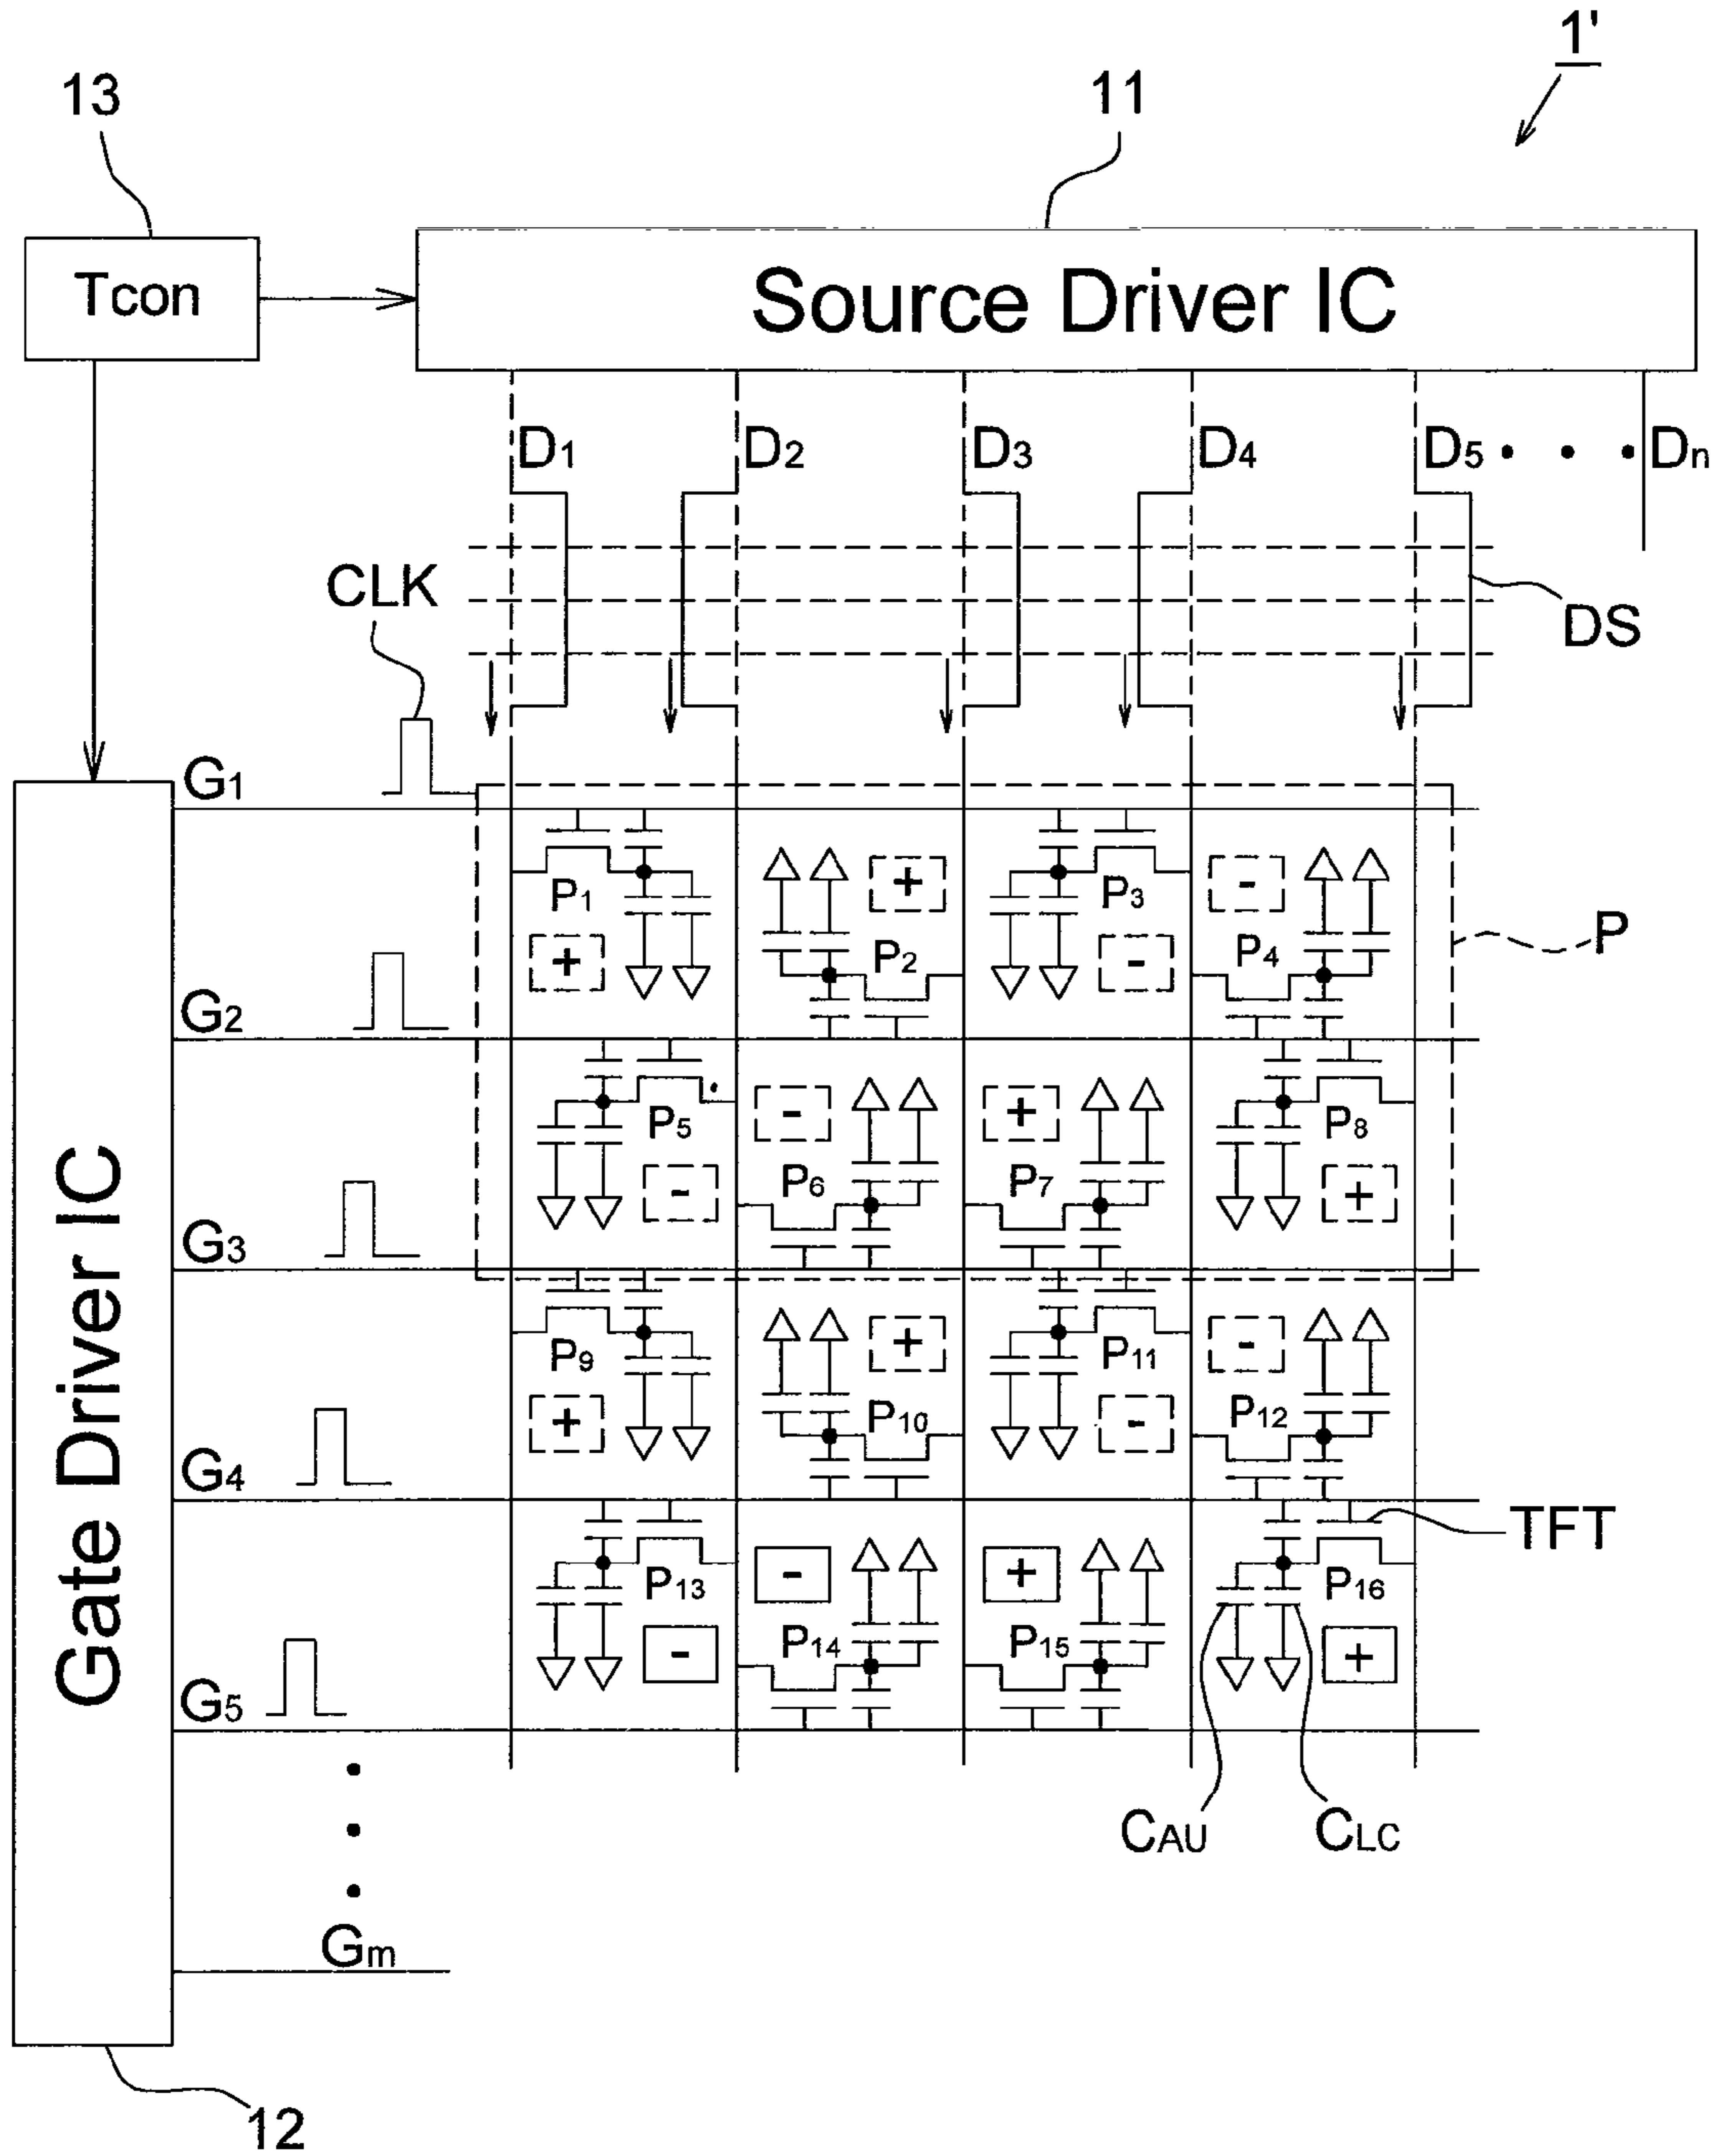 1'
13
11
Tcon
Source Driver IC
D1 D2 D3 D4 D5 • • • Dn
CLK
DS
G1
P1 + + P3 -
P2 - P4 P
G2
P5 - + P8
- P6 P7 +
G3
P9 + P11 -
+ P10 - P12
G4
TFT
P13 - + P16
- P14 P15 +
G5
CAU CLC
Gm
Gate Driver IC
12